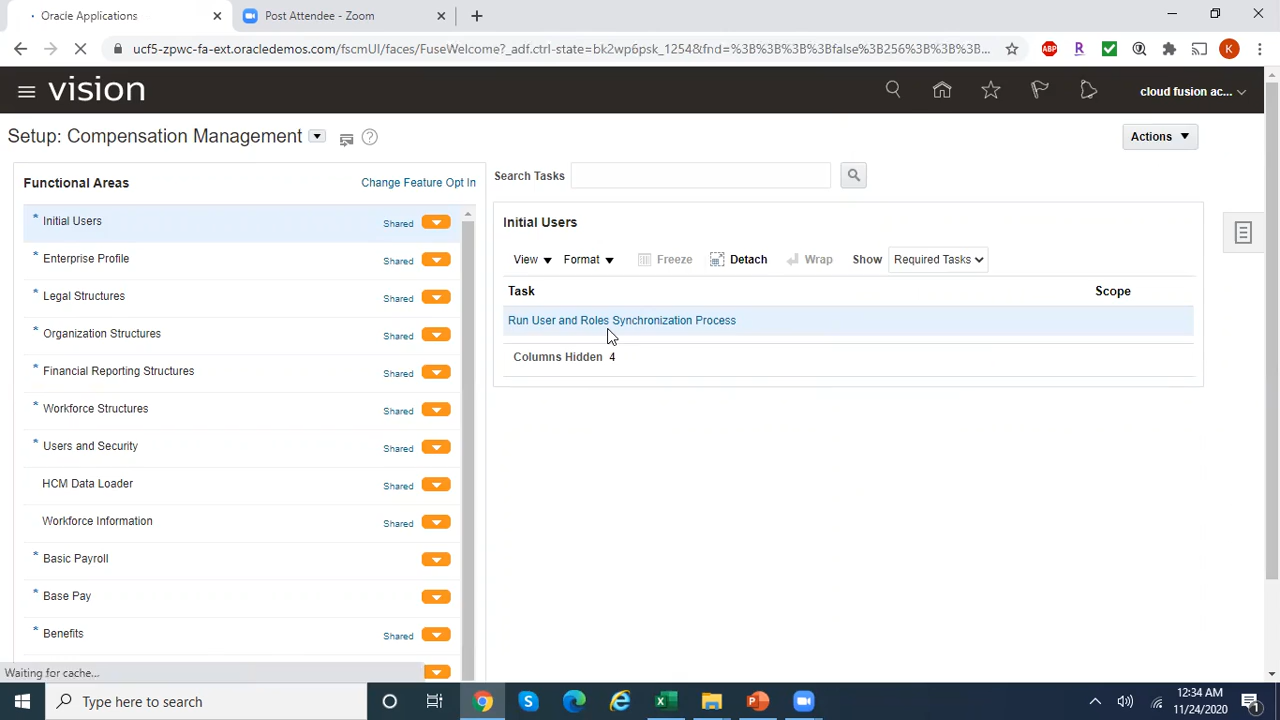 Oracle Applications
Post Attendee - Zoom
ucf5-zpwc-fa-ext.oracledemos.com/fscmUI/faces/FuseWelcome?_adf.ctrl-state=bk2wp6psk_1254&fnd=%3B%3B%3B%3Bfalse%3B256%3B%3B%3B...
ABP
R
K
vision
cloud fusion ac...
Setup: Compensation Management
Actions
Functional Areas
Change Feature Opt In
* Initial Users Shared
* Enterprise Profile Shared
* Legal Structures Shared
* Organization Structures Shared
* Financial Reporting Structures Shared
* Workforce Structures Shared
* Users and Security Shared
HCM Data Loader Shared
Workforce Information Shared
* Basic Payroll
* Base Pay
* Benefits Shared
Search Tasks
Initial Users
View Format Freeze Detach Wrap Show Required Tasks
Task Scope
Run User and Roles Synchronization Process
Columns Hidden 4
Waiting for cache...
Type here to search
12:34 AM
11/24/2020
1